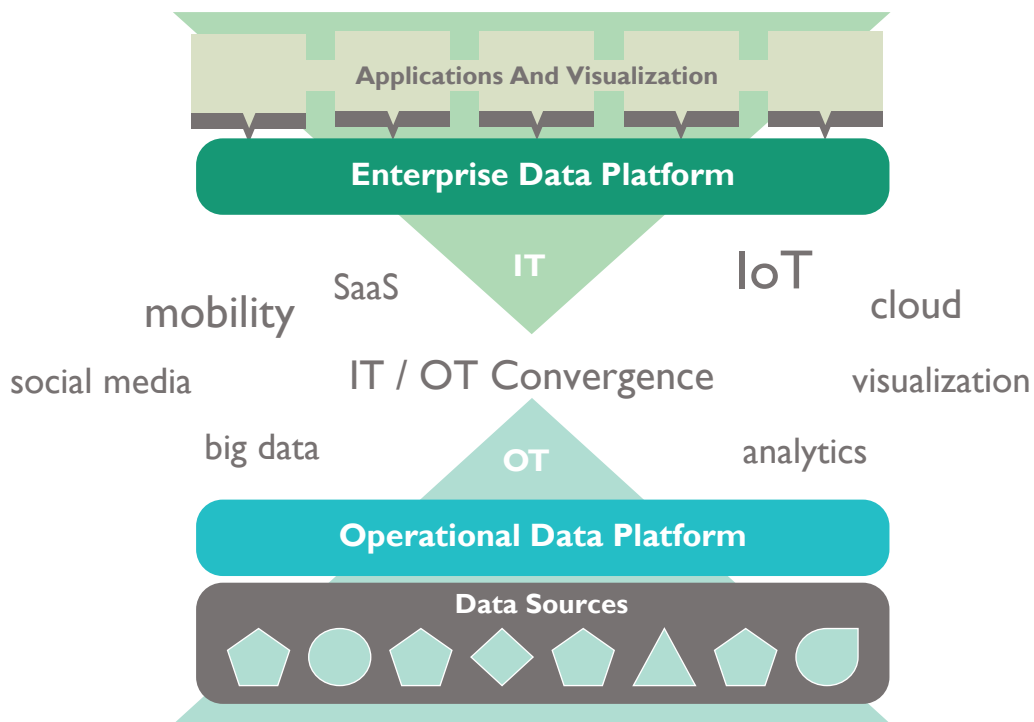 Applications And Visualization
Enterprise Data Platform
IT
IoT
SaaS
mobility
cloud
social media
IT / OT Convergence
visualization
big data
OT
analytics
Operational Data Platform
Data Sources